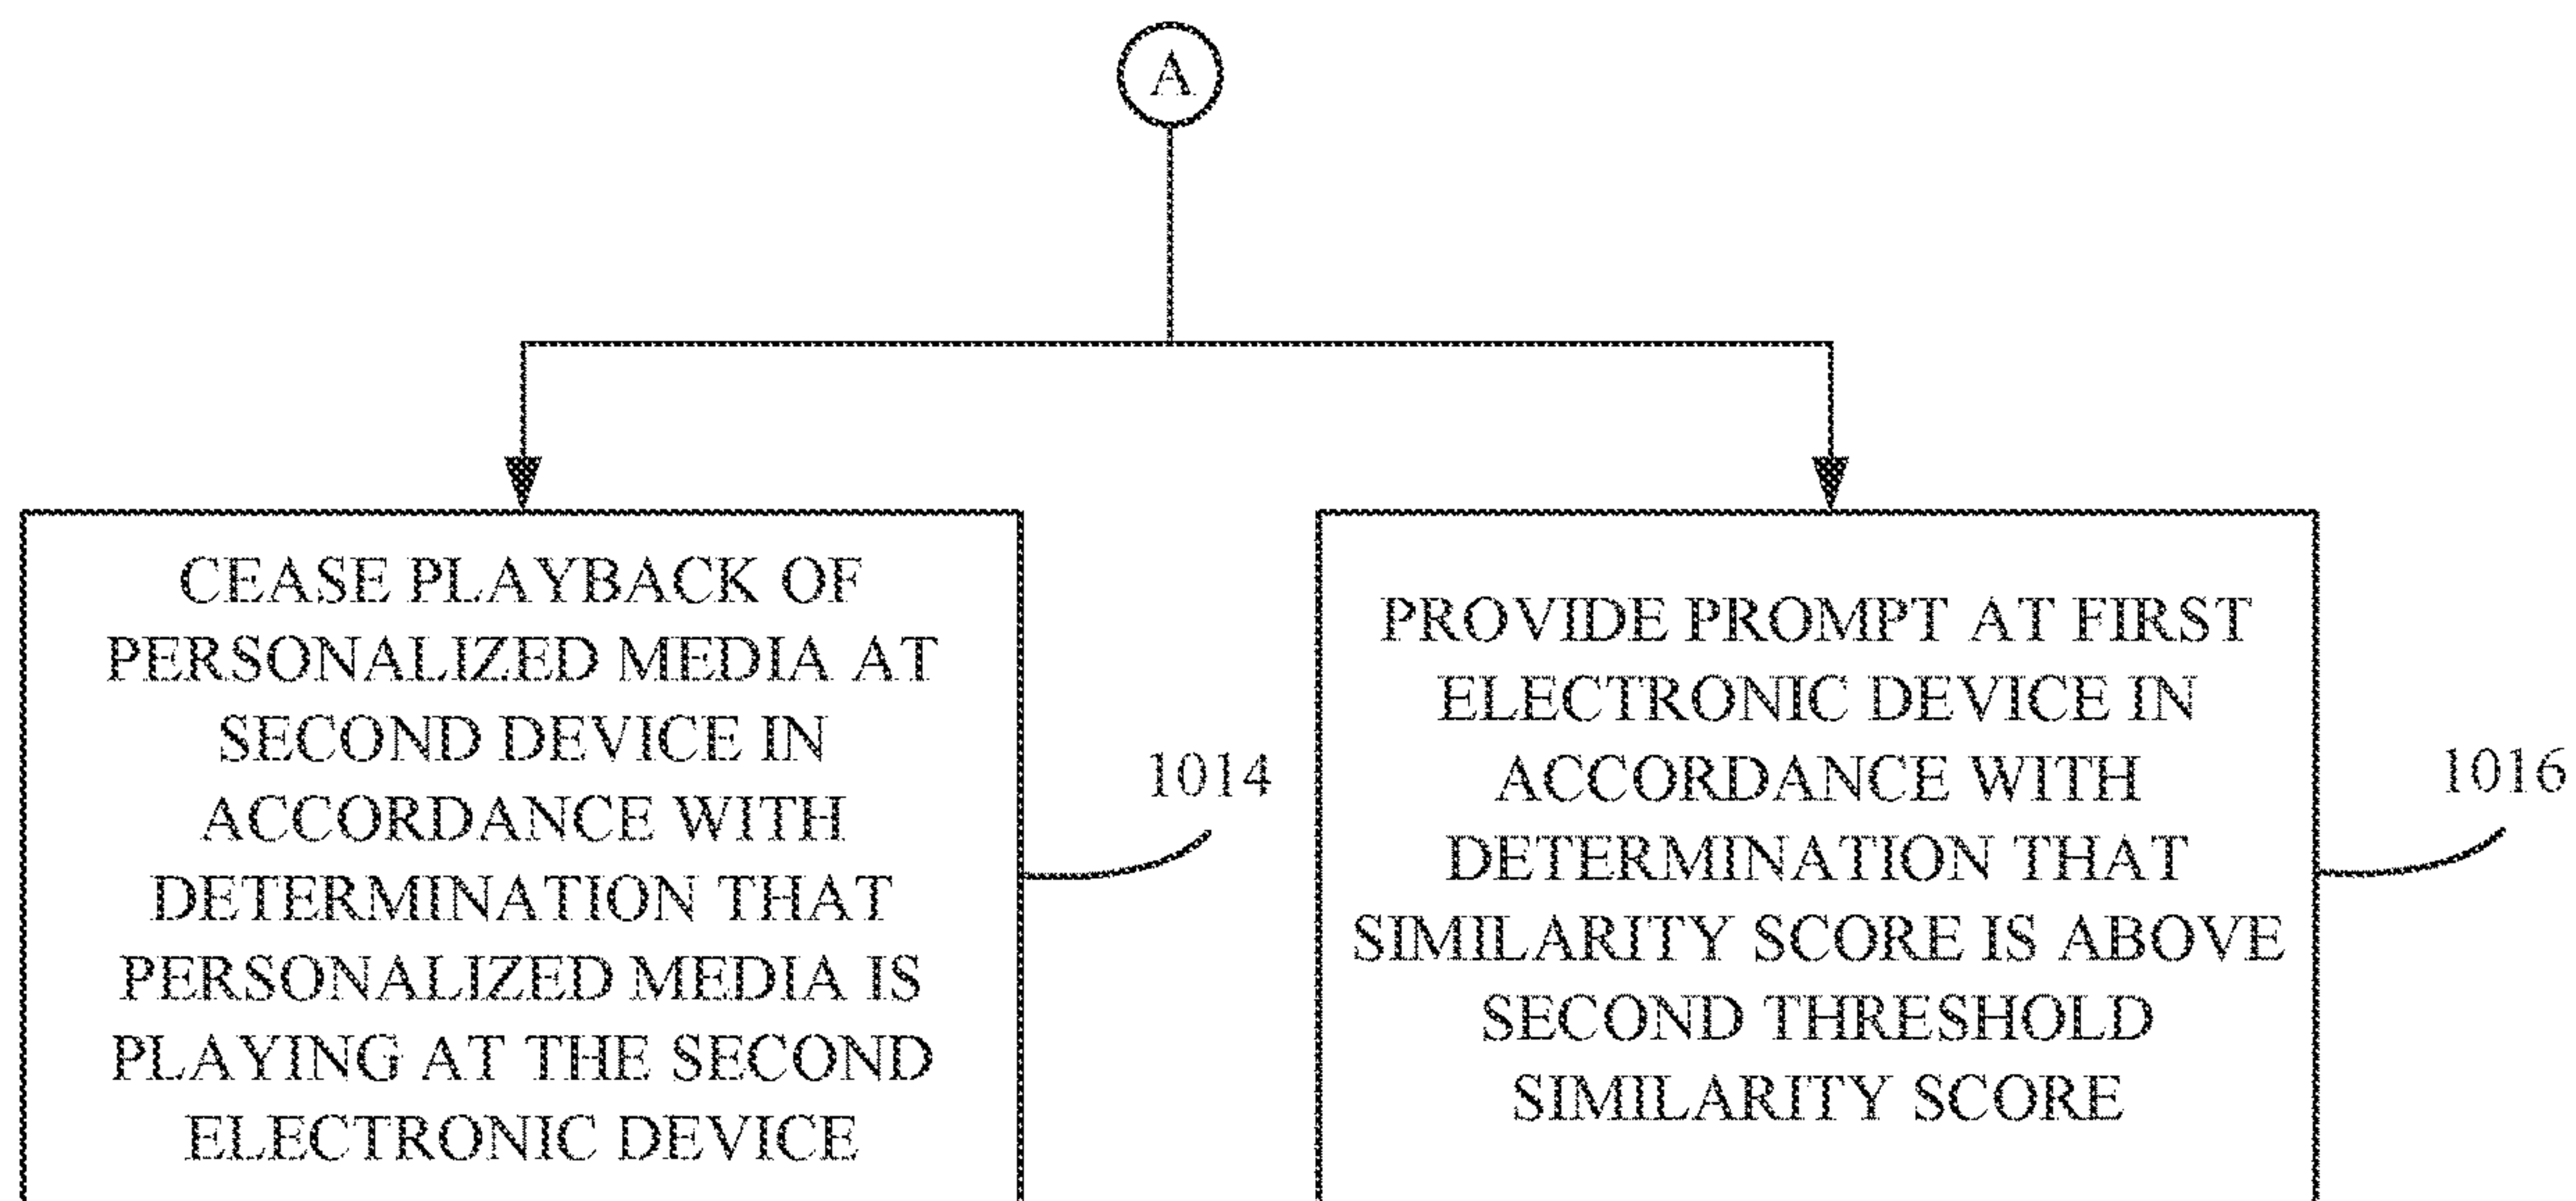 A
CEASE PLAYBACK OF
PERSONALIZED MEDIA AT
SECOND DEVICE IN
ACCORDANCE WITH
DETERMINATION THAT
PERSONALIZED MEDIA IS
PLAYING AT THE SECOND
ELECTRONIC DEVICE
1014
PROVIDE PROMPT AT FIRST
ELECTRONIC DEVICE IN
ACCORDANCE WITH
DETERMINATION THAT
SIMILARITY SCORE IS ABOVE
SECOND THRESHOLD
SIMILARITY SCORE
1016